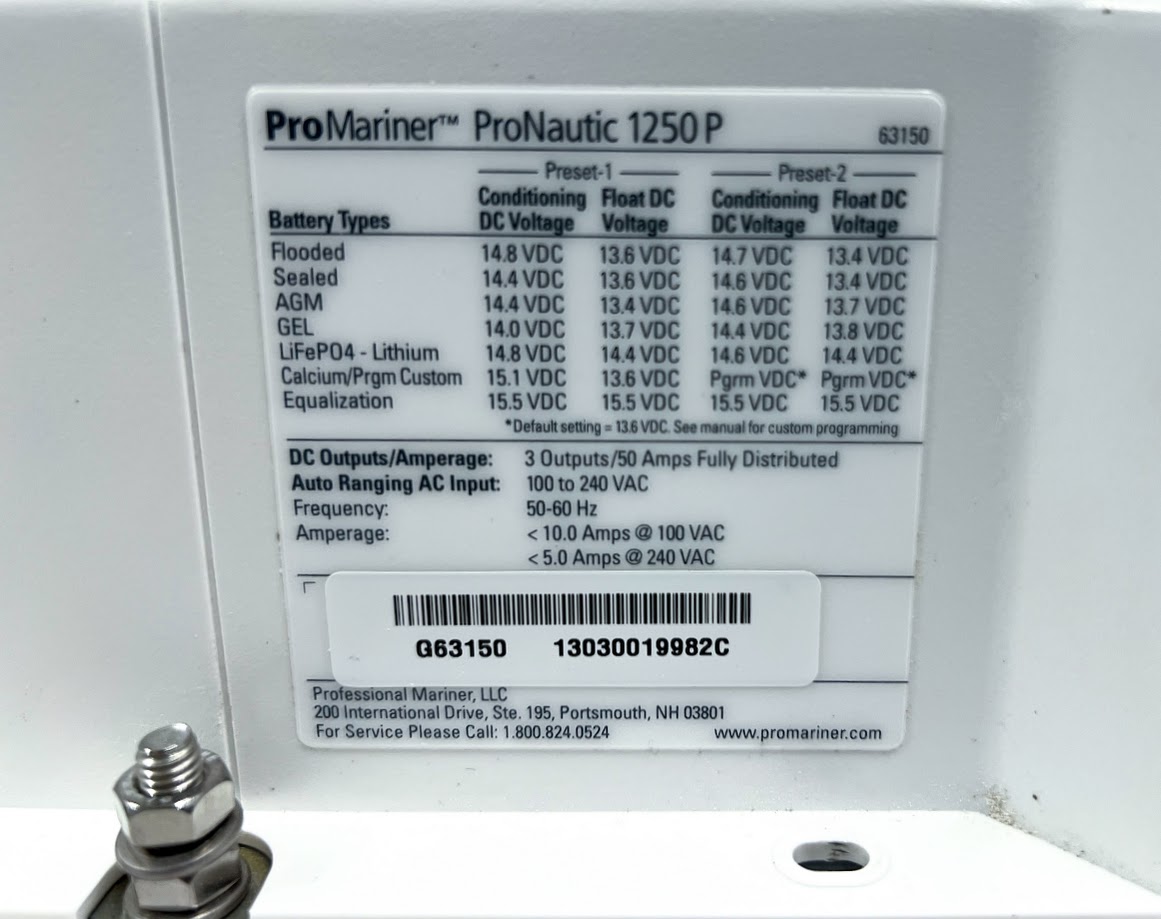 ProMariner™ ProNautic 1250 P 63150
Preset-1 Preset-2
Conditioning Float DC Conditioning Float DC
Battery Types DC Voltage Voltage DC Voltage Voltage
Flooded 14.8 VDC 13.6 VDC 14.7 VDC 13.4 VDC
Sealed 14.4 VDC 13.6 VDC 14.6 VDC 13.4 VDC
AGM 14.4 VDC 13.4 VDC 14.6 VDC 13.7 VDC
GEL 14.0 VDC 13.7 VDC 14.4 VDC 13.8 VDC
LiFePO4 - Lithium 14.8 VDC 14.4 VDC 14.6 VDC 14.4 VDC
Calcium/Prgm Custom 15.1 VDC 13.6 VDC Pgrm VDC* Pgrm VDC*
Equalization 15.5 VDC 15.5 VDC 15.5 VDC 15.5 VDC
*Default setting = 13.6 VDC. See manual for custom programming
DC Outputs/Amperage: 3 Outputs/50 Amps Fully Distributed
Auto Ranging AC Input: 100 to 240 VAC
Frequency: 50-60 Hz
Amperage: < 10.0 Amps @ 100 VAC
< 5.0 Amps @ 240 VAC
G63150 13030019982C
Professional Mariner, LLC
200 International Drive, Ste. 195, Portsmouth, NH 03801
For Service Please Call: 1.800.824.0524 www.promariner.com